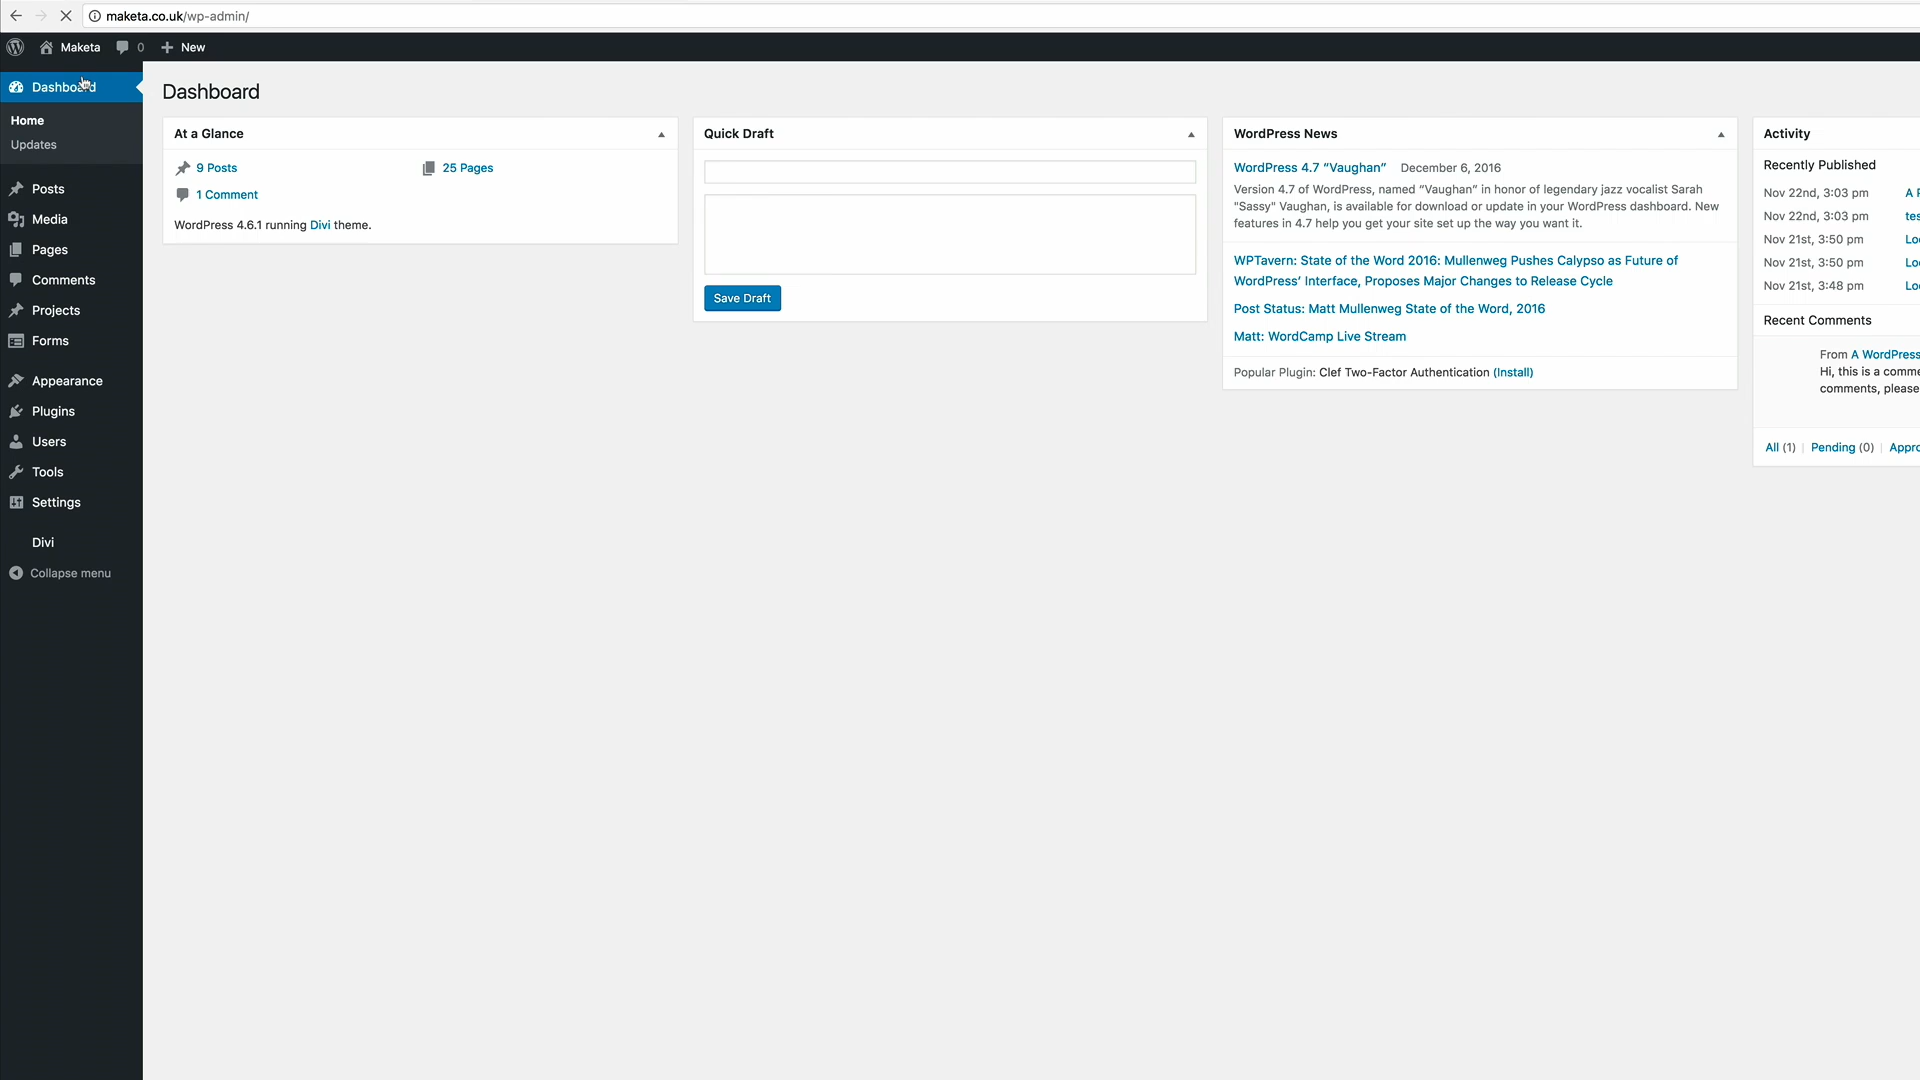 maketa.co.uk/wp-admin/
Maketa 0 New
Dashboard
Home
Updates
Posts
Media
Pages
Comments
Projects
Forms
Appearance
Plugins
Users
Tools
Settings
Divi
Collapse menu
Dashboard
At a Glance
9 Posts 25 Pages
1 Comment
WordPress 4.6.1 running Divi theme.
Quick Draft
Save Draft
WordPress News
WordPress 4.7 “Vaughan” December 6, 2016
Version 4.7 of WordPress, named “Vaughan” in honor of legendary jazz vocalist Sarah
"Sassy" Vaughan, is available for download or update in your WordPress dashboard. New
features in 4.7 help you get your site set up the way you want it.
WPTavern: State of the Word 2016: Mullenweg Pushes Calypso as Future of
WordPress’ Interface, Proposes Major Changes to Release Cycle
Post Status: Matt Mullenweg State of the Word, 2016
Matt: WordCamp Live Stream
Popular Plugin: Clef Two-Factor Authentication (Install)
Activity
Recently Published
Nov 22nd, 3:03 pm A
Nov 22nd, 3:03 pm tes
Nov 21st, 3:50 pm Lo
Nov 21st, 3:50 pm Lo
Nov 21st, 3:48 pm Lo
Recent Comments
From A WordPress
Hi, this is a comme
comments, please
All (1) | Pending (0) | Appro